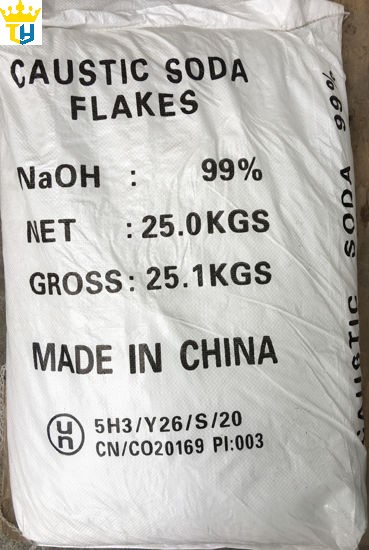 TH
CAUSTIC SODA
FLAKES
NaOH : 99%
NET : 25.0KGS
GROSS: 25.1KGS
MADE IN CHINA
un
5H3/Y26/S/20
CN/CO20169 PI:003
CAUSTIC SODA 99%